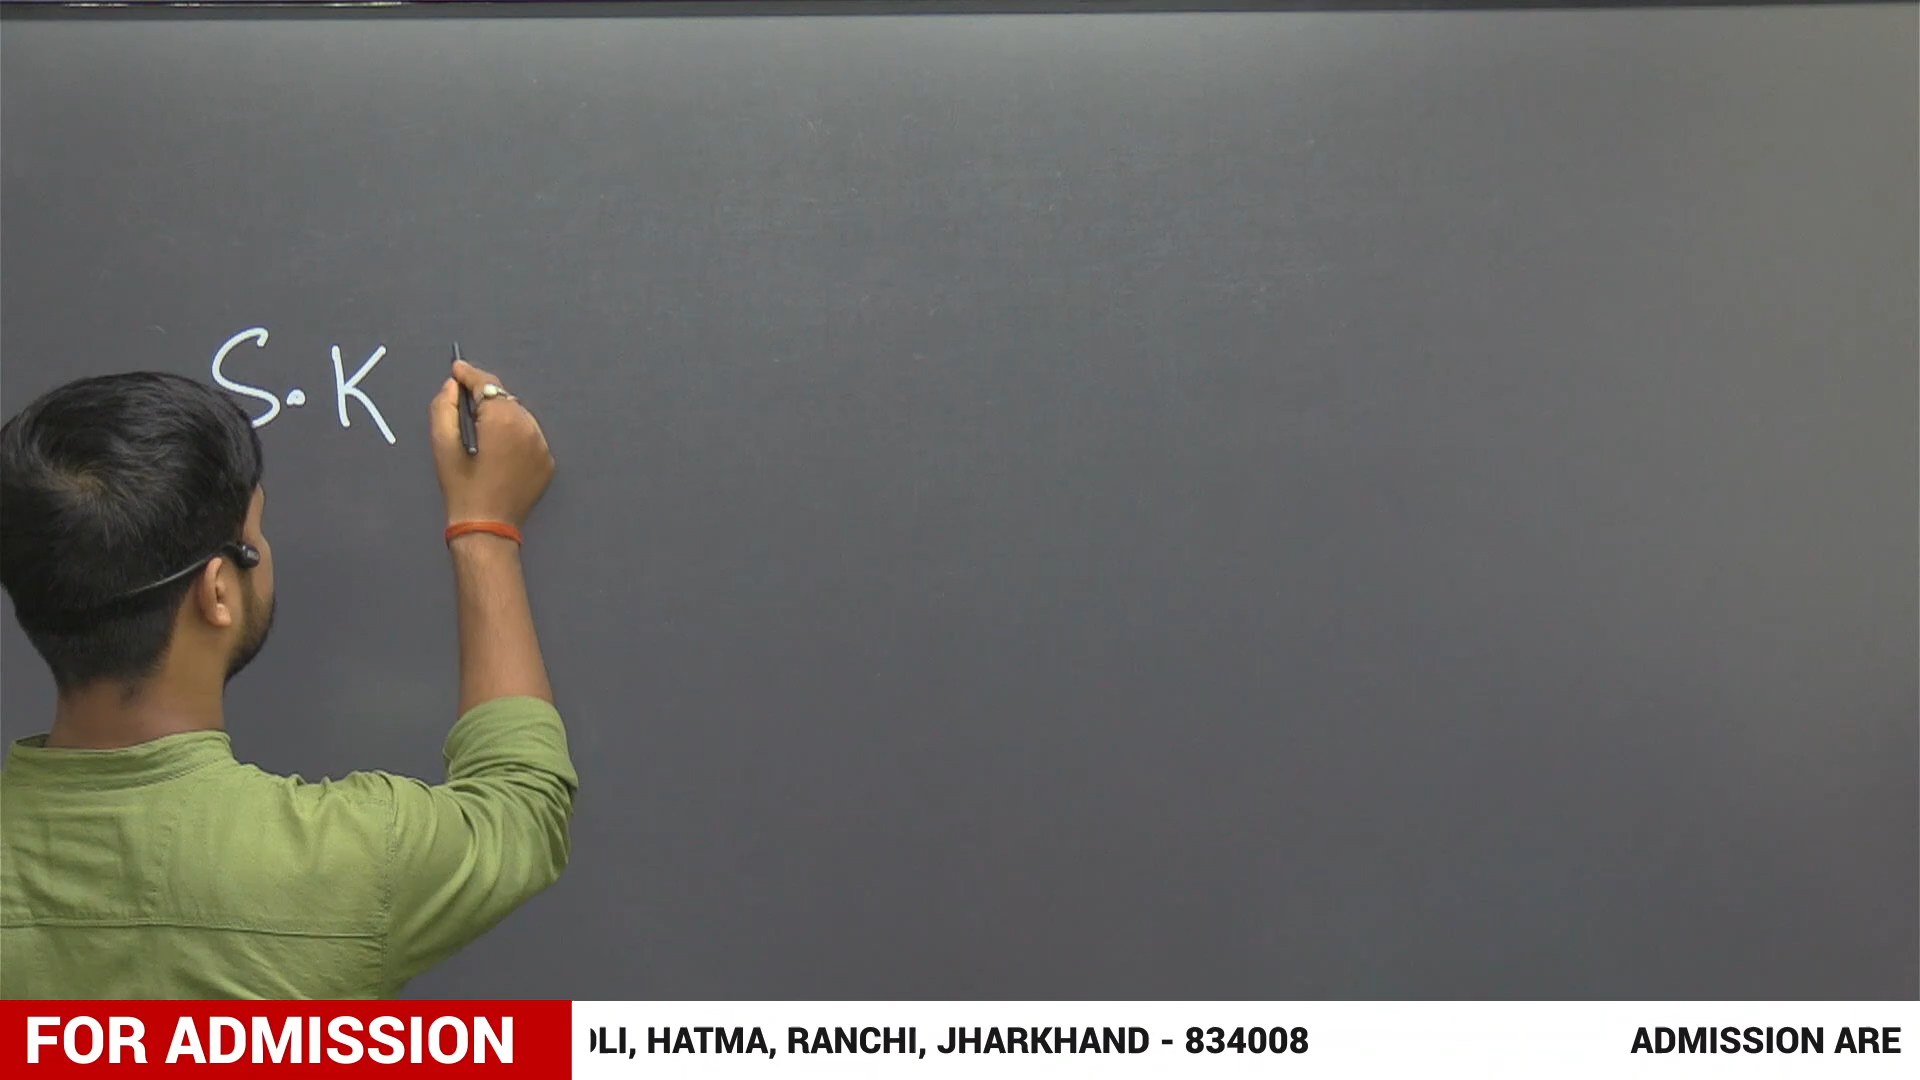 S. K
FOR ADMISSION
LI, HATMA, RANCHI, JHARKHAND - 834008
ADMISSION ARE